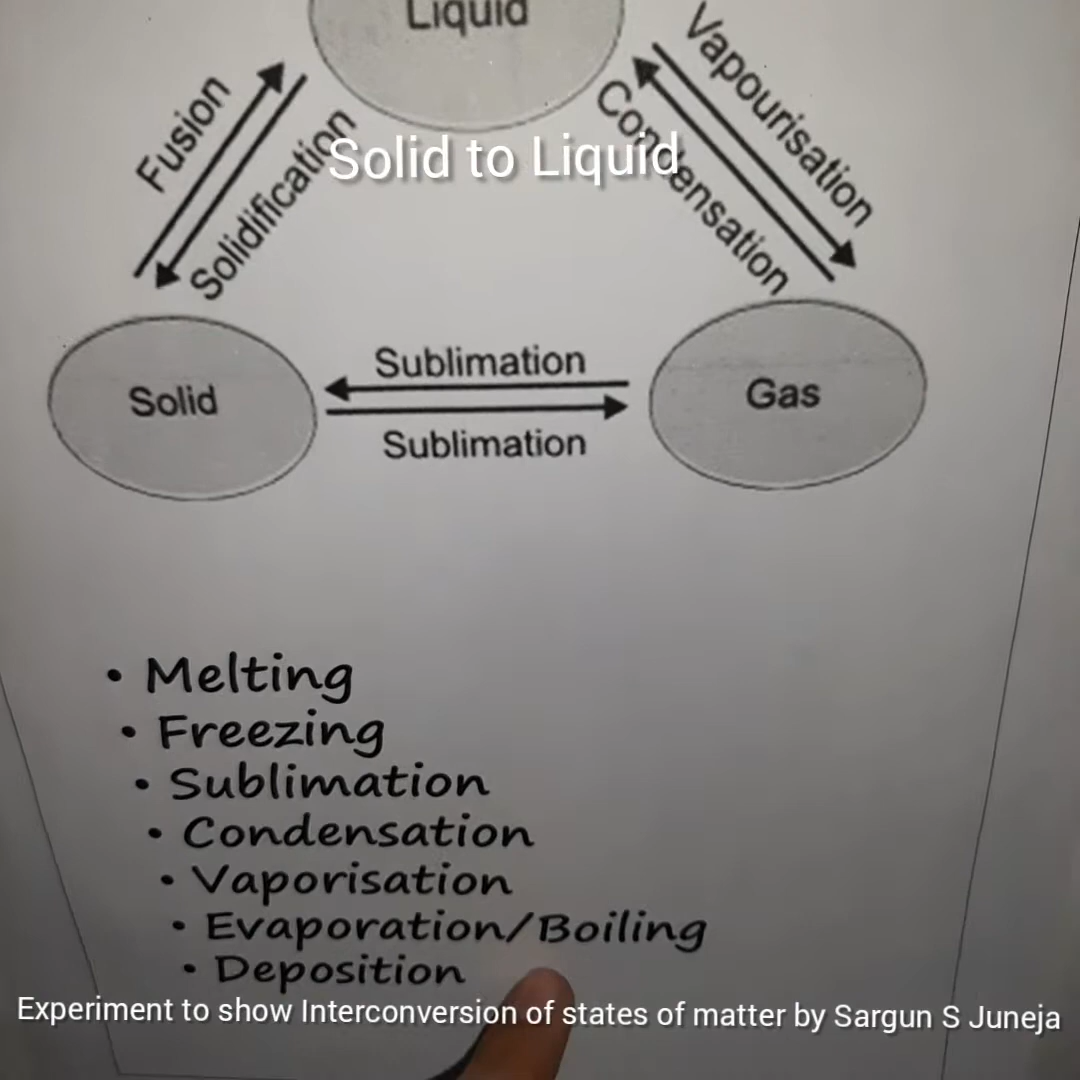 Liquid
Vapourisation
Fusion
Condensation
Solidification
Solid to Liquid
Sublimation
Solid
Gas
Sublimation
• Melting
• Freezing
• Sublimation
• Condensation
• Vaporisation
• Evaporation/Boiling
• Deposition
Experiment to show Interconversion of states of matter by Sargun S Juneja